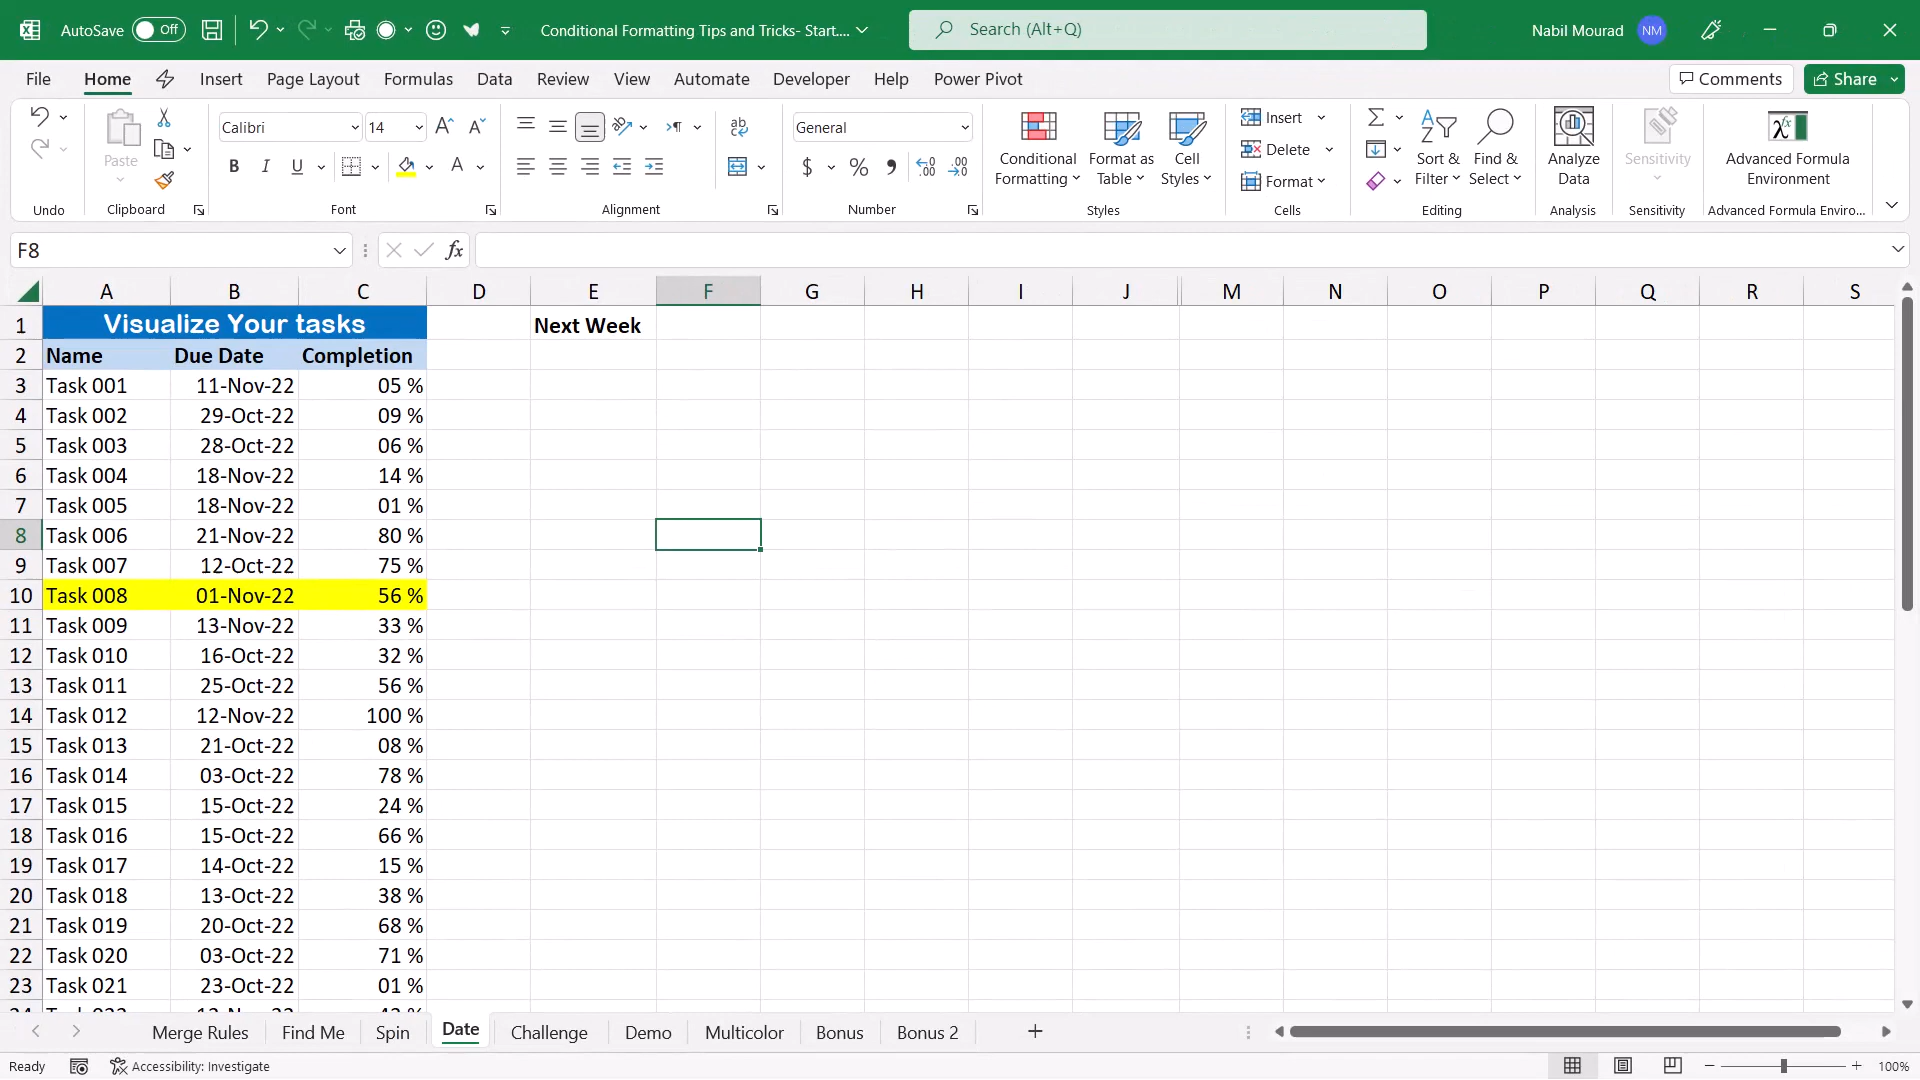 AutoSave Off Conditional Formatting Tips and Tricks- Start.... Search (Alt+Q) Nabil Mourad NM
File Home Insert Page Layout Formulas Data Review View Automate Developer Help Power Pivot Comments Share
Paste
Calibri 14
B I U A
General
$ %
Conditional Formatting
Format as Table
Cell Styles
Insert
Delete
Format
Sort & Filter
Find & Select
Analyze Data
Sensitivity
Advanced Formula Environment
Undo Clipboard Font Alignment Number Styles Cells Editing Analysis Sensitivity Advanced Formula Enviro...
F8 fx
A B C D E F G H I J M N O P Q R S
1 Visualize Your tasks Next Week
2 Name Due Date Completion
3 Task 001 11-Nov-22 05 %
4 Task 002 29-Oct-22 09 %
5 Task 003 28-Oct-22 06 %
6 Task 004 18-Nov-22 14 %
7 Task 005 18-Nov-22 01 %
8 Task 006 21-Nov-22 80 %
9 Task 007 12-Oct-22 75 %
10 Task 008 01-Nov-22 56 %
11 Task 009 13-Nov-22 33 %
12 Task 010 16-Oct-22 32 %
13 Task 011 25-Oct-22 56 %
14 Task 012 12-Nov-22 100 %
15 Task 013 21-Oct-22 08 %
16 Task 014 03-Oct-22 78 %
17 Task 015 15-Oct-22 24 %
18 Task 016 15-Oct-22 66 %
19 Task 017 14-Oct-22 15 %
20 Task 018 13-Oct-22 38 %
21 Task 019 20-Oct-22 68 %
22 Task 020 03-Oct-22 71 %
23 Task 021 23-Oct-22 01 %
Merge Rules Find Me Spin Date Challenge Demo Multicolor Bonus Bonus 2
Ready Accessibility: Investigate 100%